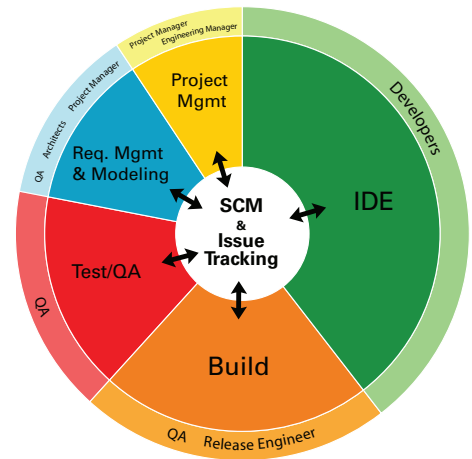 Project Manager
Engineering Manager
Project
Mgmt
Developers
QA Architects Project Manager
Req. Mgmt
& Modeling
SCM
&
Issue
Tracking
IDE
Test/QA
QA
Build
QA Release Engineer